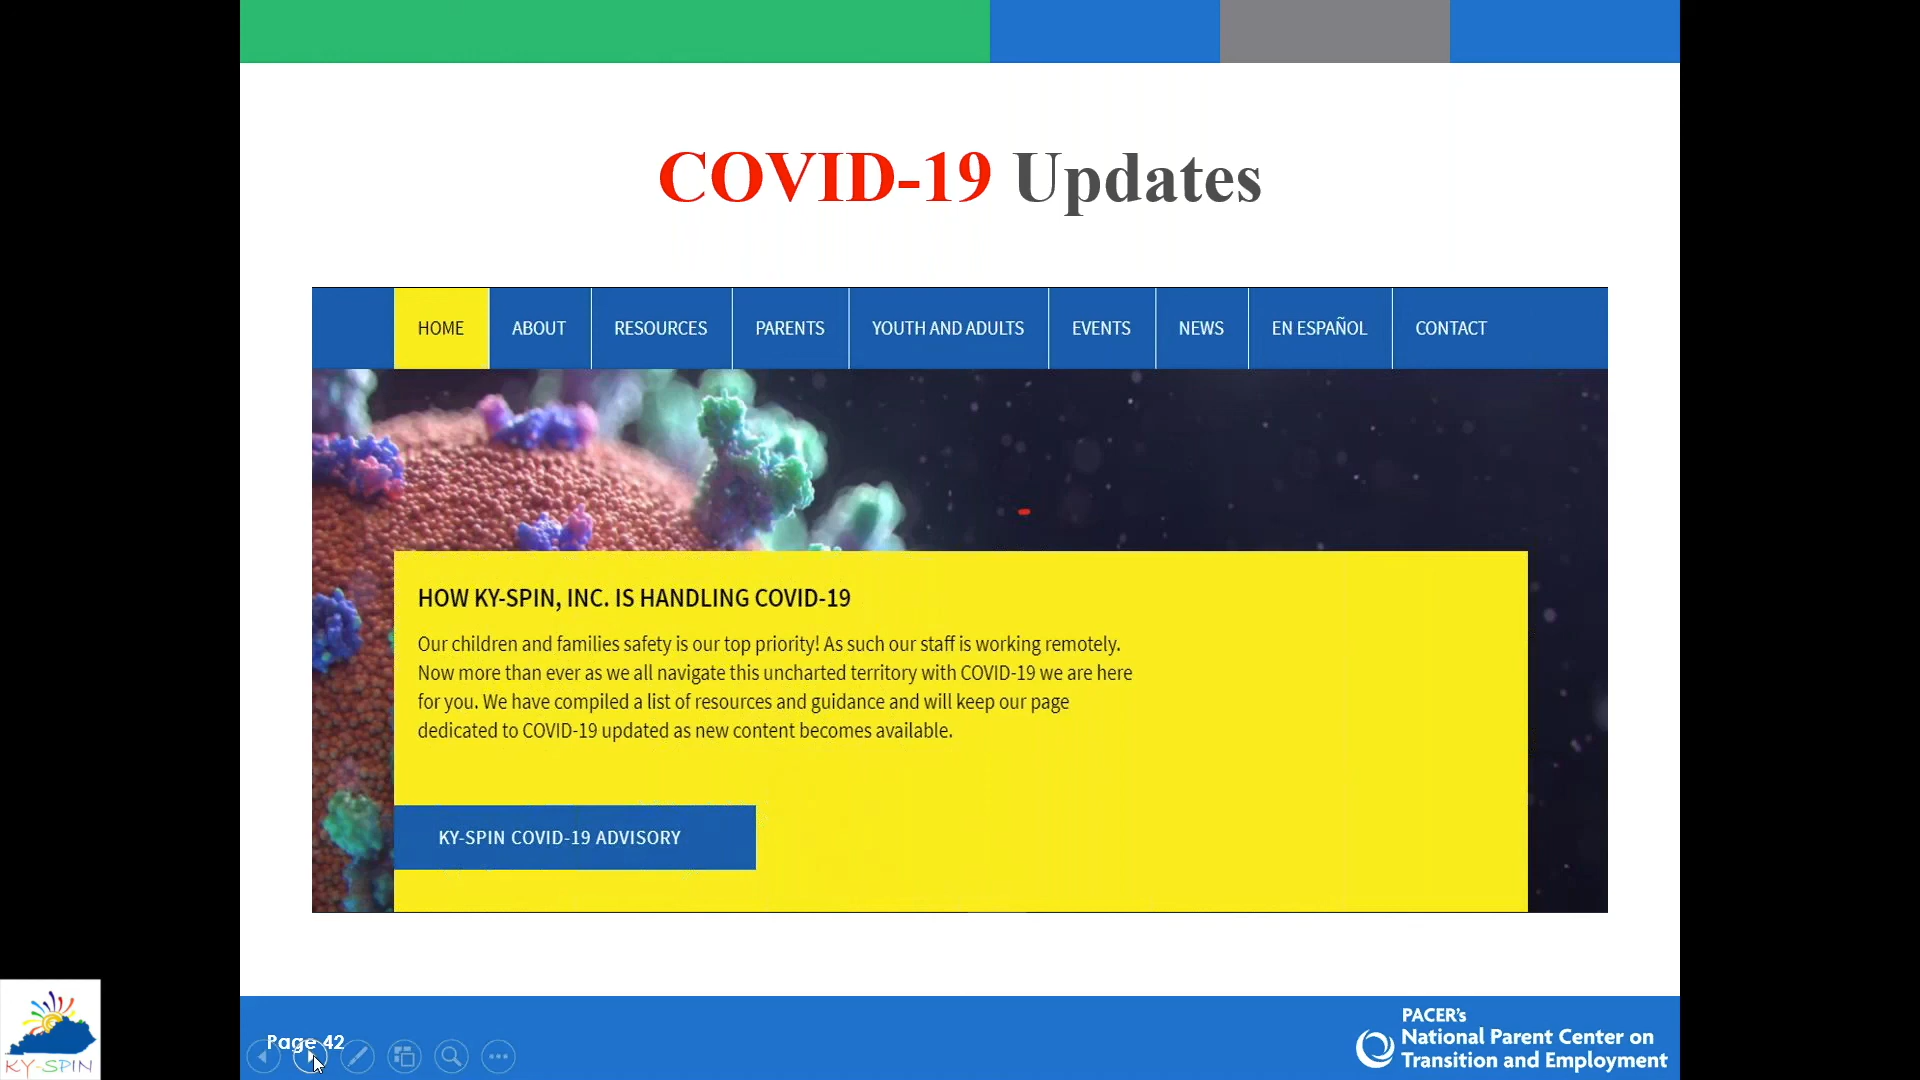 COVID-19 Updates
HOME ABOUT RESOURCES PARENTS YOUTH AND ADULTS EVENTS NEWS EN ESPAÑOL CONTACT
HOW KY-SPIN, INC. IS HANDLING COVID-19
Our children and families safety is our top priority! As such our staff is working remotely.
Now more than ever as we all navigate this uncharted territory with COVID-19 we are here
for you. We have compiled a list of resources and guidance and will keep our page
dedicated to COVID-19 updated as new content becomes available.
KY-SPIN COVID-19 ADVISORY
KY-SPIN
Page 42
PACER's
National Parent Center on
Transition and Employment